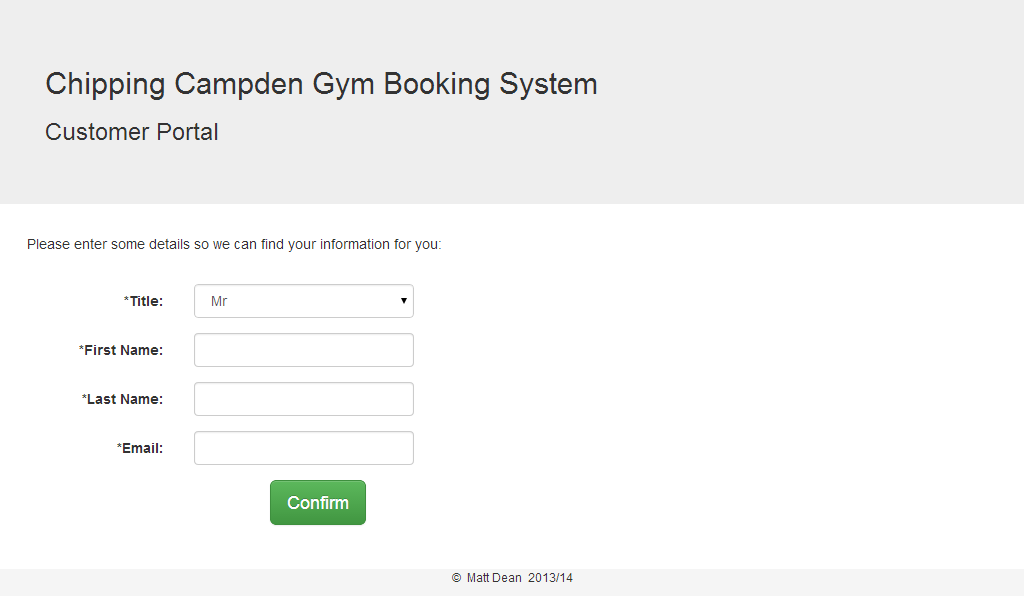 Chipping Campden Gym Booking System
Customer Portal
Please enter some details so we can find your information for you:
*Title: Mr
*First Name:
*Last Name:
*Email:
Confirm
© Matt Dean 2013/14